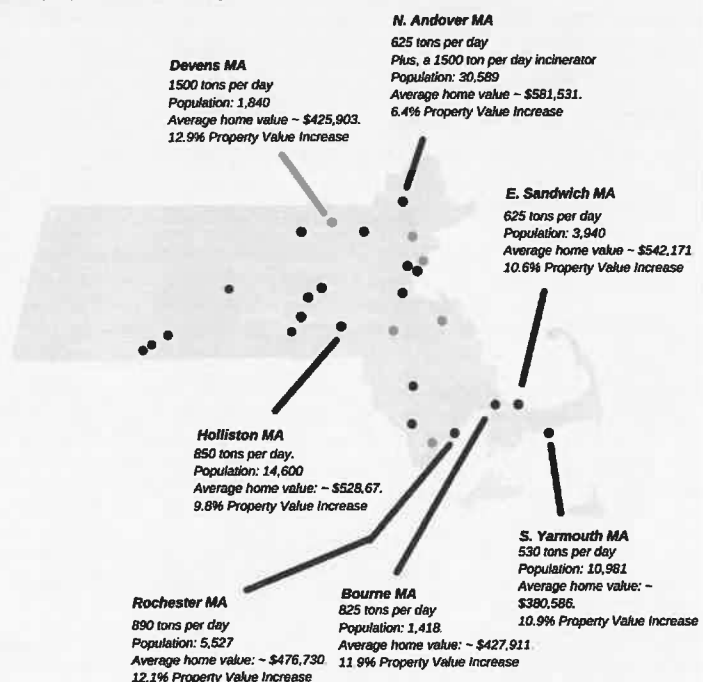 N. Andover MA
625 tons per day
Plus, a 1500 ton per day incinerator
Population: 30,589
Average home value ~ $581,531.
6.4% Property Value Increase
Devens MA
1500 tons per day
Population: 1,840
Average home value ~ $425,903.
12.9% Property Value Increase
E. Sandwich MA
625 tons per day
Population: 3,940
Average home value ~ $542,171
10.6% Property Value Increase
Holliston MA
850 tons per day.
Population: 14,600
Average home value: ~ $528,67.
9.8% Property Value Increase
S. Yarmouth MA
530 tons per day
Population: 10,981
Average home value: ~
$380,586.
10.9% Property Value Increase
Rochester MA
890 tons per day
Population: 5,527
Average home value: ~ $476,730
12.1% Property Value Increase
Bourne MA
825 tons per day
Population: 1,418.
Average home value: ~ $427,911
11 9% Property Value Increase